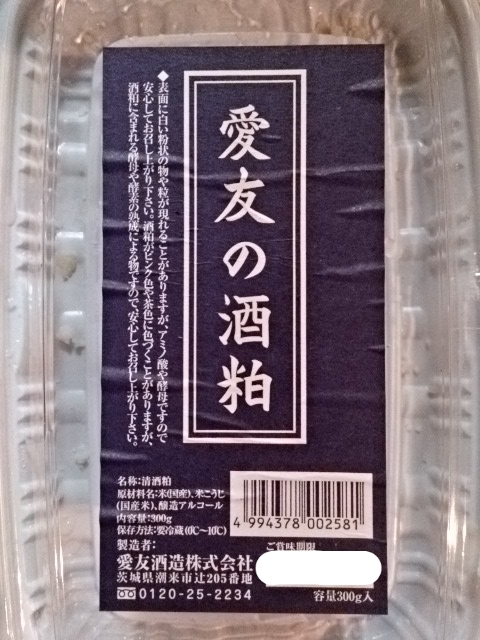 愛友の酒粕
◆表面に白い粉状の物や粒が現れることがありますが、アミノ酸や酵母ですので
安心してお召し上がり下さい。酒粕がピンク色や茶色に色づくことがありますが、
酒粕に含まれる酵母や酵素の熟成による物ですので、安心してお召し上がり下さい。
名称:清酒粕
原材料名:米(国産)、米こうじ
(国産米)、醸造アルコール
内容量:300g
保存方法:要冷蔵(0℃〜10℃)
製造者:
愛友酒造株式会社
茨城県潮来市辻205番地
0120-25-2234
4 994378 002581
ご賞味期限
容量300g入